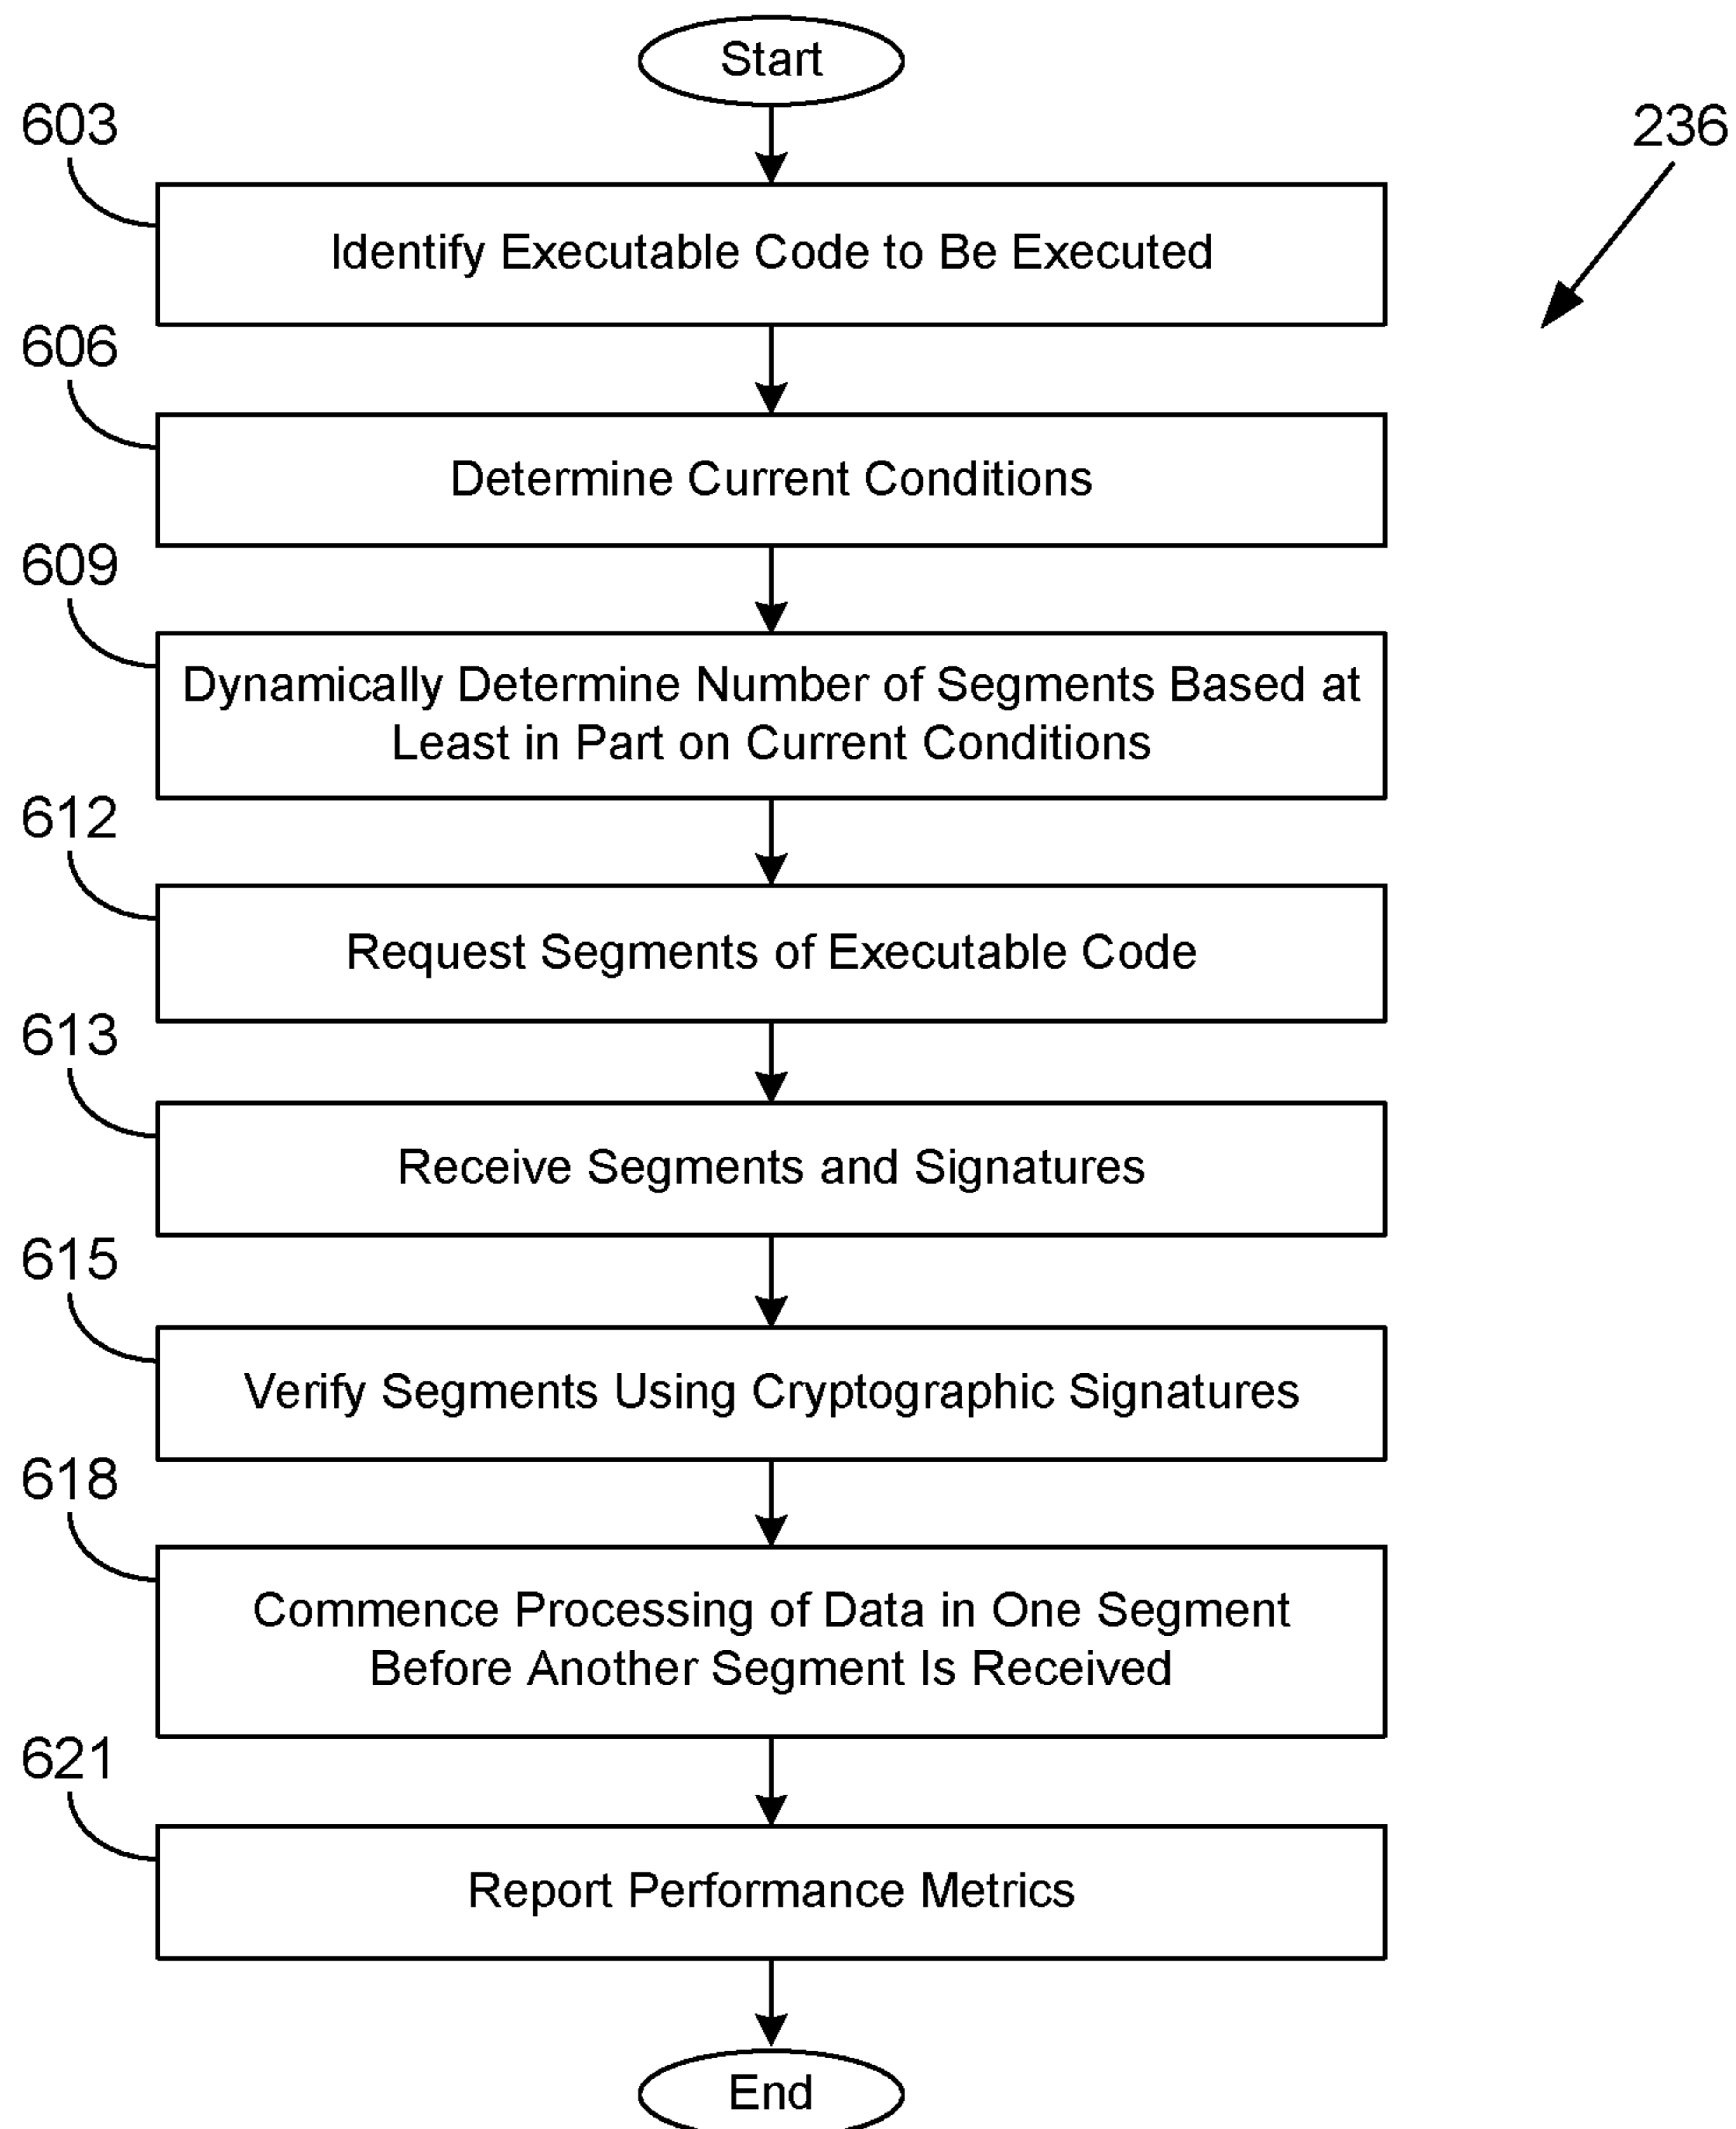 Start
603
236
Identify Executable Code to Be Executed
606
Determine Current Conditions
609
Dynamically Determine Number of Segments Based at
Least in Part on Current Conditions
612
Request Segments of Executable Code
613
Receive Segments and Signatures
615
Verify Segments Using Cryptographic Signatures
618
Commence Processing of Data in One Segment
Before Another Segment Is Received
621
Report Performance Metrics
End